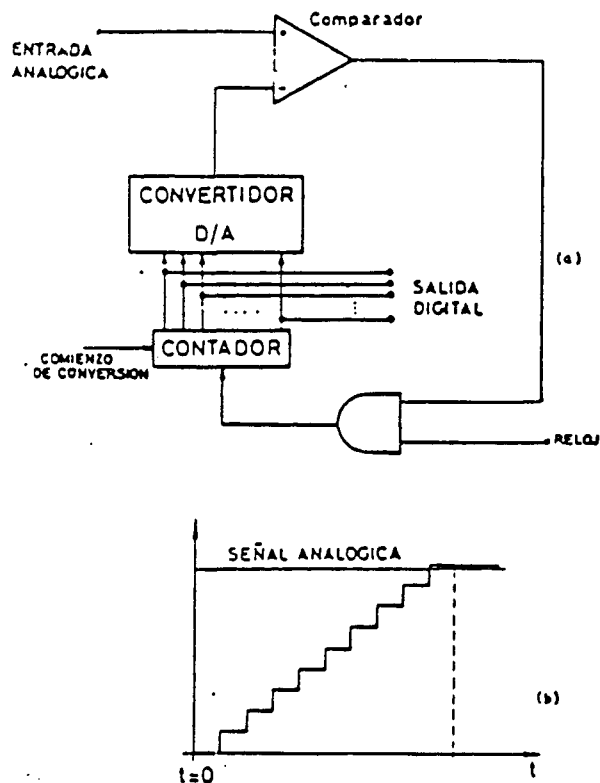 Comparador
+
ENTRADA
ANALOGICA
-
CONVERTIDOR
D/A
(a)
SALIDA
DIGITAL
....
CONTADOR
COMIENZO
DE CONVERSION
RELOJ
SEÑAL ANALOGICA
(b)
t=0
t